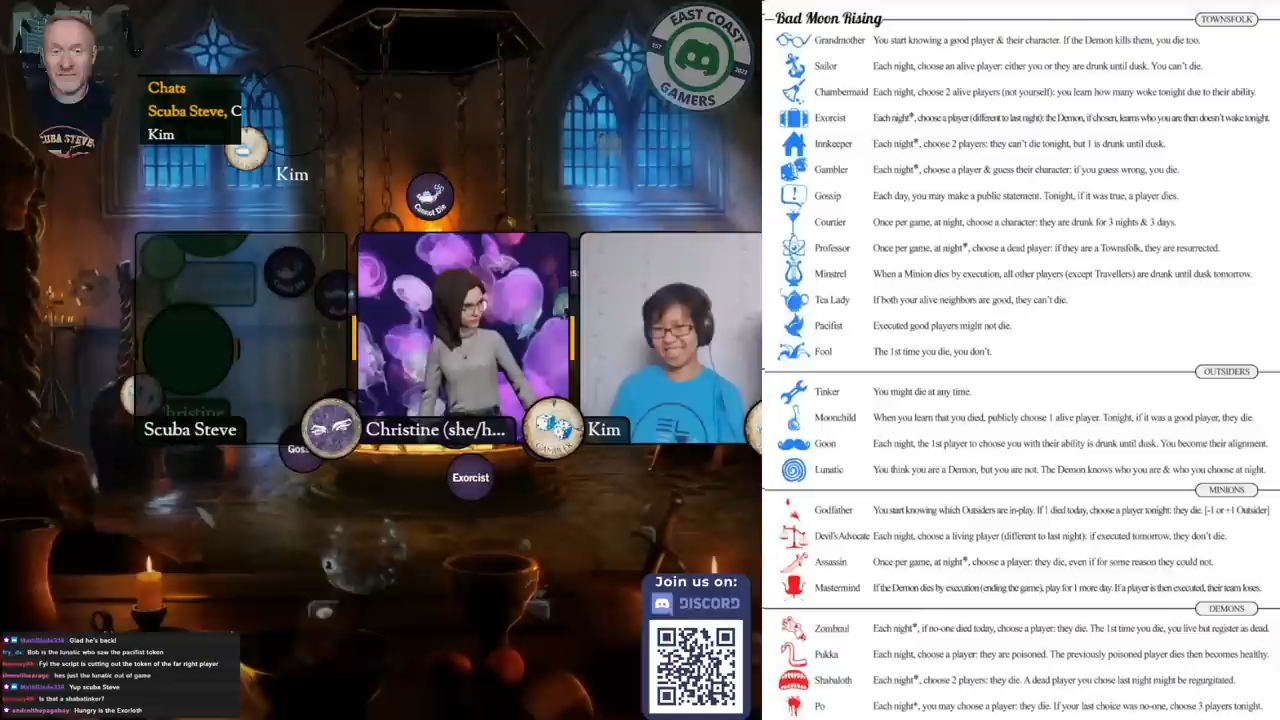 EAST COAST
EST
2022
GAMERS
Chats
Scuba Steve, C
Kim
Kim
Cannot Die
Scuba Steve
Christine (she/h...
Kim
Exorcist
Join us on:
DISCORD
Glad he's back!
Bob is the lunatic who saw the pacifist token
Fyi the script is cutting out the token of the far right player
hes just the lunatic out of game
Yup scuba Steve
Is that a shabalinker?
Hungry is the Exorloth
Bad Moon Rising
TOWNSFOLK
Grandmother You start knowing a good player & their character. If the Demon kills them, you die too.
Sailor Each night, choose an alive player: either you or they are drunk until dusk. You can't die.
Chambermaid Each night, choose 2 alive players (not yourself): you learn how many woke tonight due to their ability.
Exorcist Each night*, choose a player (different to last night): the Demon, if chosen, learns who you are then doesn't wake tonight.
Innkeeper Each night*, choose 2 players: they can't die tonight, but 1 is drunk until dusk.
Gambler Each night*, choose a player & guess their character: if you guess wrong, you die.
Gossip Each day, you may make a public statement. Tonight, if it was true, a player dies.
Courtier Once per game, at night, choose a character: they are drunk for 3 nights & 3 days.
Professor Once per game, at night*, choose a dead player: if they are a Townsfolk, they are resurrected.
Minstrel When a Minion dies by execution, all other players (except Travellers) are drunk until dusk tomorrow.
Tea Lady If both your alive neighbors are good, they can't die.
Pacifist Executed good players might not die.
Fool The 1st time you die, you don't.
OUTSIDERS
Tinker You might die at any time.
Moonchild When you learn that you died, publicly choose 1 alive player. Tonight, if it was a good player, they die.
Goon Each night, the 1st player to choose you with their ability is drunk until dusk. You become their alignment.
Lunatic You think you are a Demon, but you are not. The Demon knows who you are & who you choose at night.
MINIONS
Godfather You start knowing which Outsiders are in-play. If 1 died today, choose a player tonight: they die. [-1 or +1 Outsider]
Devil's Advocate Each night, choose a living player (different to last night): if executed tomorrow, they don't die.
Assassin Once per game, at night*, choose a player: they die, even if for some reason they could not.
Mastermind If the Demon dies by execution (ending the game), play for 1 more day. If a player is then executed, their team loses.
DEMONS
Zombuul Each night*, if no-one died today, choose a player: they die. The 1st time you die, you live but register as dead.
Pukka Each night, choose a player: they are poisoned. The previously poisoned player dies then becomes healthy.
Shabaloth Each night*, choose 2 players: they die. A dead player you chose last night might be regurgitated.
Po Each night*, you may choose a player: they die. If your last choice was no-one, choose 3 players tonight.